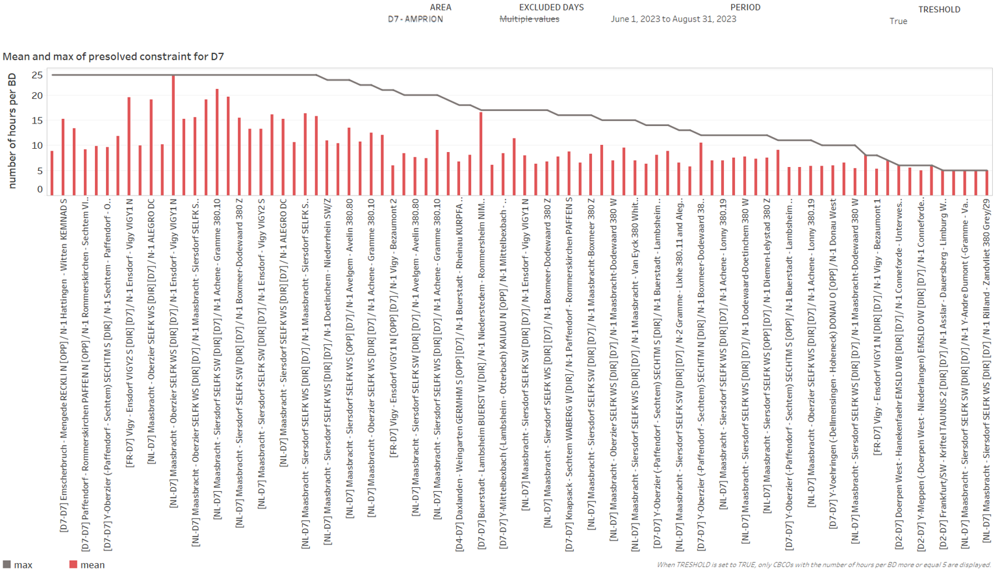 AREA
EXCLUDED DAYS
PERIOD
TRESHOLD
D7 - AMPRION
Multiple values
June 1, 2023 to August 31, 2023
True
Mean and max of presolved constraint for D7
number of hours per BD
25
20
15
10
5
0
[D7-D7] Emscherbruch - Mengede RECKLI N [OPP] / N-1 Hattingen - Witten KEMNAD S
[D7-D7] Paffendorf - Rommerskirchen PAFFEN N [OPP] / N-1 Rommerskirchen - Sechtem VI..
[D7-D7] Y-Oberzier (-Paffendorf - Sechtem) SECHTM S [DIR] / N-1 Sechtem - Paffendorf - O..
[FR-D7] Vigy - Ensdorf VIGY2 S [DIR] [D7] / N-1 Ensdorf - Vigy VIGY1 N
[NL-D7] Maasbracht - Oberzier SELFK WS [DIR] [D7] / N-1 ALEGRO DC
[NL-D7] Maasbracht - Oberzier SELFK WS [DIR] [D7] / N-1 Ensdorf - Vigy VIGY1 N
[NL-D7] Maasbracht - Oberzier SELFK WS [DIR] [D7] / N-1 Maasbracht - Siersdorf SELFK S..
[NL-D7] Maasbracht - Siersdorf SELFK SW [DIR] [D7] / N-1 Achene - Gramme 380.10
[NL-D7] Maasbracht - Siersdorf SELFK SW [DIR] [D7] / N-1 Boxmeer-Dodewaard 380 Z
[NL-D7] Maasbracht - Siersdorf SELFK SW [DIR] [D7] / N-1 Ensdorf - Vigy VIGY2 S
[NL-D7] Maasbracht - Siersdorf SELFK WS [DIR] [D7] / N-1 ALEGRO DC
[NL-D7] Maasbracht - Siersdorf SELFK WS [DIR] [D7] / N-1 Maasbracht - Siersdorf SELFK S..
[NL-D7] Maasbracht - Siersdorf SELFK WS [DIR] [D7] / N-1 Doetinchem - Niederrhein SW/Z
[NL-D7] Maasbracht - Siersdorf SELFK WS [OPP] [D7] / N-1 Avelgem - Avelin 380.80
[NL-D7] Maasbracht - Oberzier SELFK WS [DIR] [D7] / N-1 Achene - Gramme 380.10
[FR-D7] Vigy - Ensdorf VIGY1 N [OPP] [D7] / N-1 Vigy - Bezaumont 2
[NL-D7] Maasbracht - Siersdorf SELFK SW [DIR] [D7] / N-1 Avelgem - Avelin 380.80
[NL-D7] Maasbracht - Siersdorf SELFK WS [DIR] [D7] / N-1 Achene - Gramme 380.10
[D4-D7] Daxlanden - Weingarten GERMHM S [OPP] [D7] / N-1 Buerstadt - Rheinau KURPFA ..
[D7-D7] Buerstadt - Lambsheim BUERST W [DIR] / N-1 Niederstedem - Rommersheim NIM..
[D7-D7] Y-Mittelbexbach (-Lambsheim - Otterbach) KAILAU N [OPP] / N-1 Mittelbexbach - ..
[NL-D7] Maasbracht - Siersdorf SELFK SW [DIR] [D7] / N-1 Ensdorf - Vigy VIGY1 N
[NL-D7] Maasbracht - Siersdorf SELFK WS [DIR] [D7] / N-1 Boxmeer-Dodewaard 380 Z
[D7-D7] Knapsack - Sechtem WABERG W [DIR] / N-1 Paffendorf - Rommerskirchen PAFFEN S
[NL-D7] Maasbracht - Siersdorf SELFK SW [DIR] [D7] / N-1 Maasbracht-Boxmeer 380 Z
[NL-D7] Maasbracht - Oberzier SELFK WS [DIR] [D7] / N-1 Maasbracht-Dodewaard 380 W
[NL-D7] Maasbracht - Siersdorf SELFK WS [DIR] [D7] / N-1 Maasbracht - Van Eyck 380 Whit..
[D7-D7] Y-Oberzier (-Paffendorf - Sechtem) SECHTM S [DIR] / N-1 Buerstadt - Lambsheim ..
[NL-D7] Maasbracht - Siersdorf SELFK SW [DIR] [D7] / N-2 Gramme - Lixhe 380.11 and Aleg..
[D7-D7] Y-Oberzier (-Paffendorf - Sechtem) SECHTM N [DIR] / N-1 Boxmeer-Dodewaard 38..
[NL-D7] Maasbracht - Siersdorf SELFK WS [DIR] [D7] / N-1 Achene - Lonny 380.19
[NL-D7] Maasbracht - Siersdorf SELFK WS [DIR] [D7] / N-1 Dodewaard-Doetinchem 380 W
[NL-D7] Maasbracht - Siersdorf SELFK WS [OPP] [D7] / N-1 Diemen-Lelystad 380 Z
[D7-D7] Y-Oberzier (-Paffendorf - Sechtem) SECHTM S [OPP] / N-1 Buerstadt - Lambsheim ..
[NL-D7] Maasbracht - Oberzier SELFK WS [DIR] [D7] / N-1 Achene - Lonny 380.19
[D7-D7] Y-Voehringen (-Dellmensingen - Hoheneck) DONAU O [OPP] / N-1 Donau West
[NL-D7] Maasbracht - Siersdorf SELFK WS [DIR] [D7] / N-1 Maasbracht-Dodewaard 380 W
[FR-D7] Vigy - Ensdorf VIGY1 N [DIR] [D7] / N-1 Vigy - Bezaumont 1
[D2-D7] Doerpen West - Hanekenfaehr EMSLD WB [DIR] [D7] / N-1 Conneforde - Unterwes..
[D2-D7] Y-Meppen (-Doerpen West - Niederlangen) EMSLD OW [DIR] [D7] / N-1 Conneforde..
[D2-D7] Frankfurt/SW - Kriftel TAUNUS 2 [DIR] [D7] / N-1 Asslar - Dauersberg - Limburg W..
[NL-D7] Maasbracht - Siersdorf SELFK SW [DIR] [D7] / N-1 Y-Andre Dumont (-Gramme - Va..
[NL-D7] Maasbracht - Siersdorf SELFK WS [DIR] [D7] / N-1 Rilland - Zandvliet 380 Grey/29
max
mean
When TRESHOLD is set to TRUE, only CBCOs with the number of hours per BD more or equal 5 are displayed.